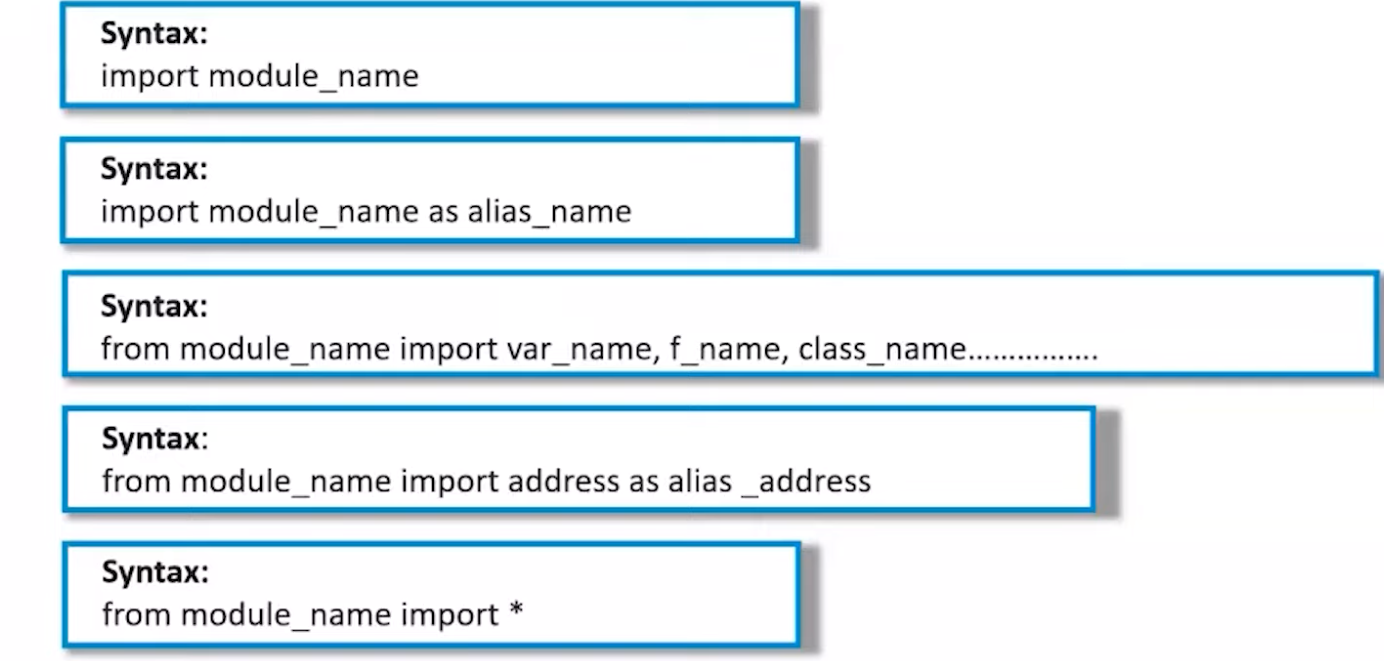 Syntax:
import module_name
Syntax:
import module_name as alias_name
Syntax:
from module_name import var_name, f_name, class_name................
Syntax:
from module_name import address as alias _address
Syntax:
from module_name import *